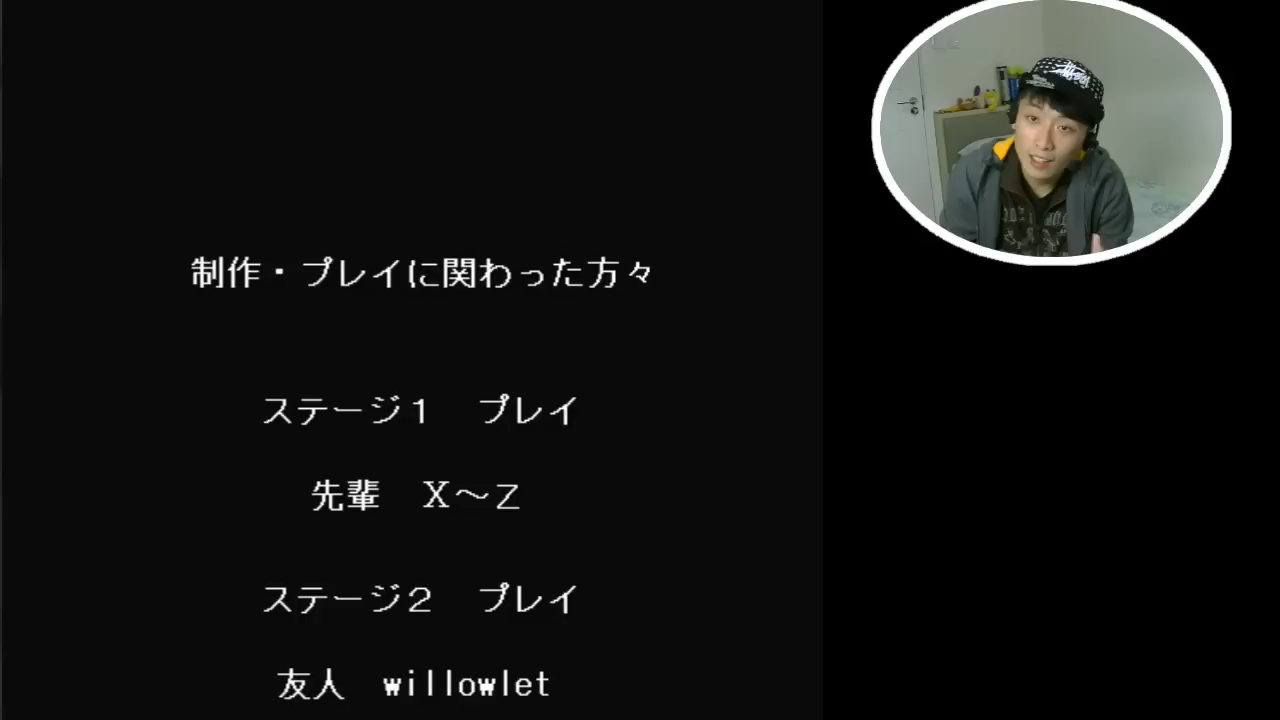 制作・プレイに関わった方々
ステージ1　プレイ
先輩　X～Z
ステージ2　プレイ
友人　willowlet